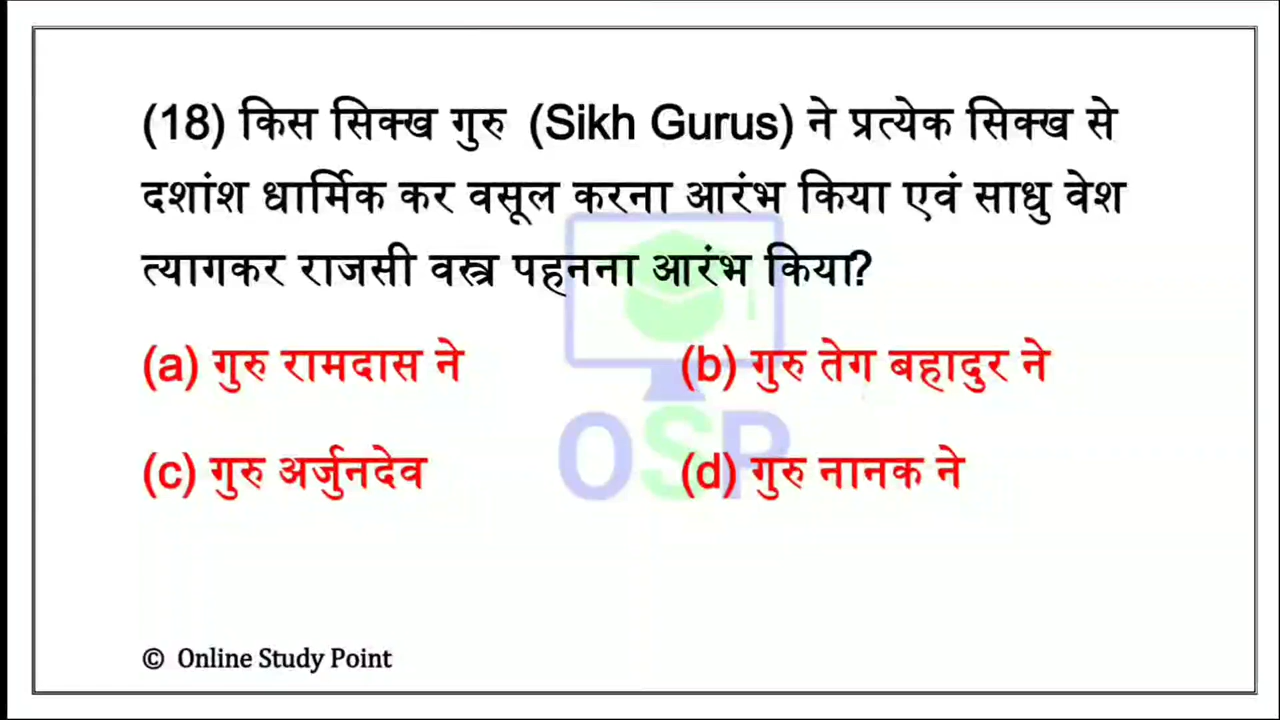 (18) किस सिक्ख गुरु (Sikh Gurus) ने प्रत्येक सिक्ख से
दशांश धार्मिक कर वसूल करना आरंभ किया एवं साधु वेश
त्यागकर राजसी वस्त्र पहनना आरंभ किया?
(a) गुरु रामदास ने (b) गुरु तेग बहादुर ने
(c) गुरु अर्जुनदेव (d) गुरु नानक ने
OSP
© Online Study Point